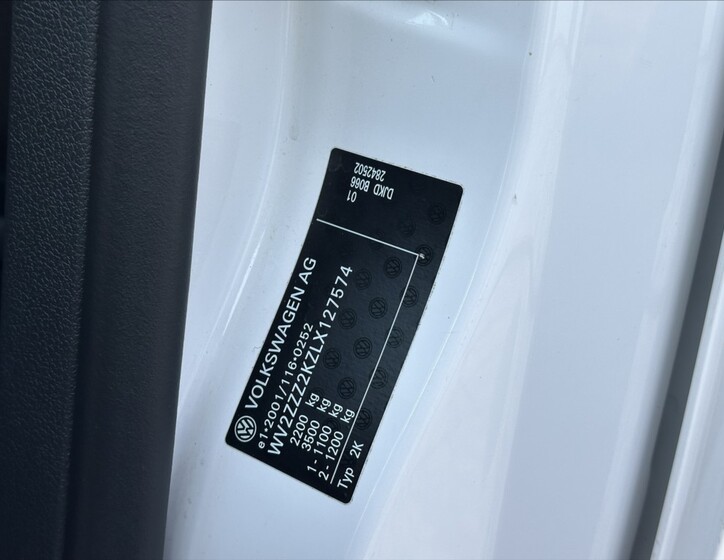 VOLKSWAGEN AG
e1*2001/116*0252
WV2ZZZ2KZLX127574
2200 kg
3500 kg
1 - 1100 kg
2 - 1200 kg
Typ 2K
01
DJKD B066
2842502